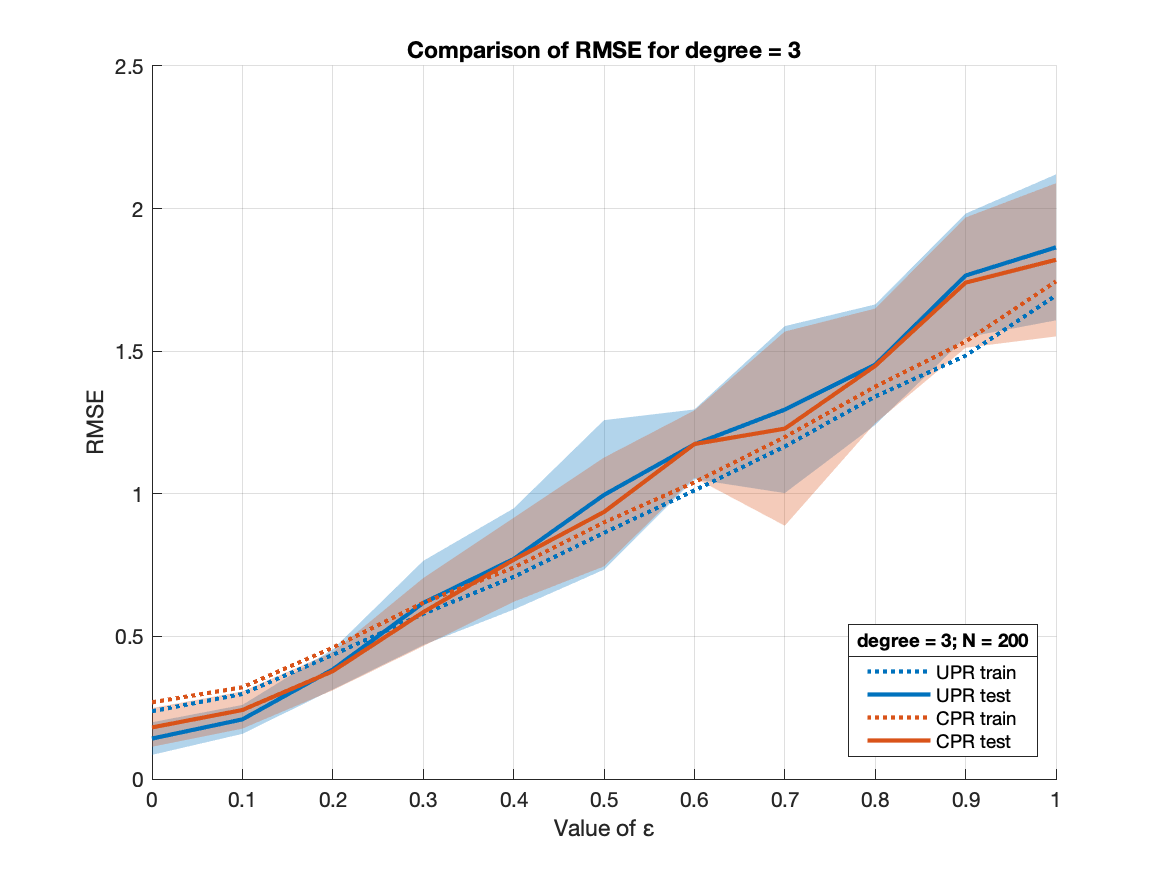 Comparison of RMSE for degree = 3
2.5
2
1.5
1
0.5
0
RMSE
0 0.1 0.2 0.3 0.4 0.5 0.6 0.7 0.8 0.9 1
Value of ε
degree = 3; N = 200
UPR train
UPR test
CPR train
CPR test